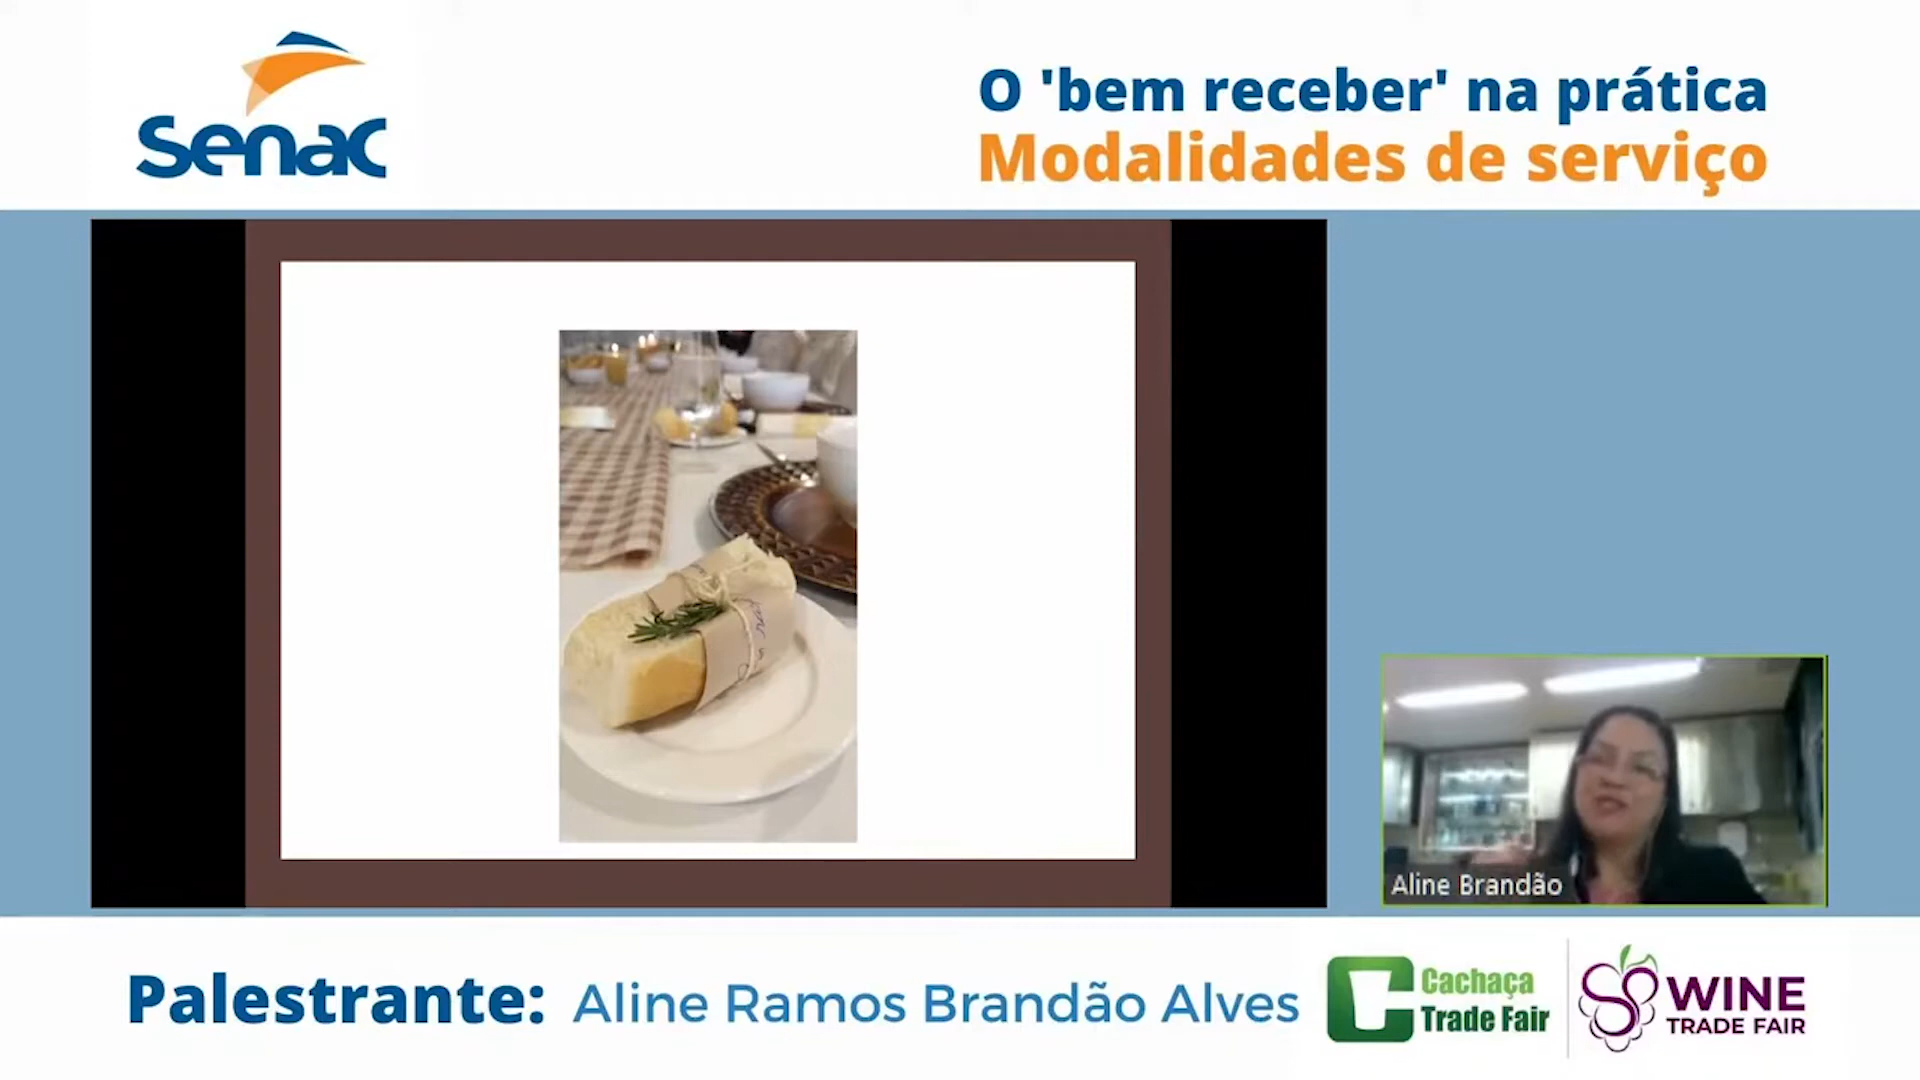 Senac
O 'bem receber' na prática
Modalidades de serviço
Aline Brandão
Palestrante: Aline Ramos Brandão Alves
Cachaça
Trade Fair
WINE
TRADE FAIR